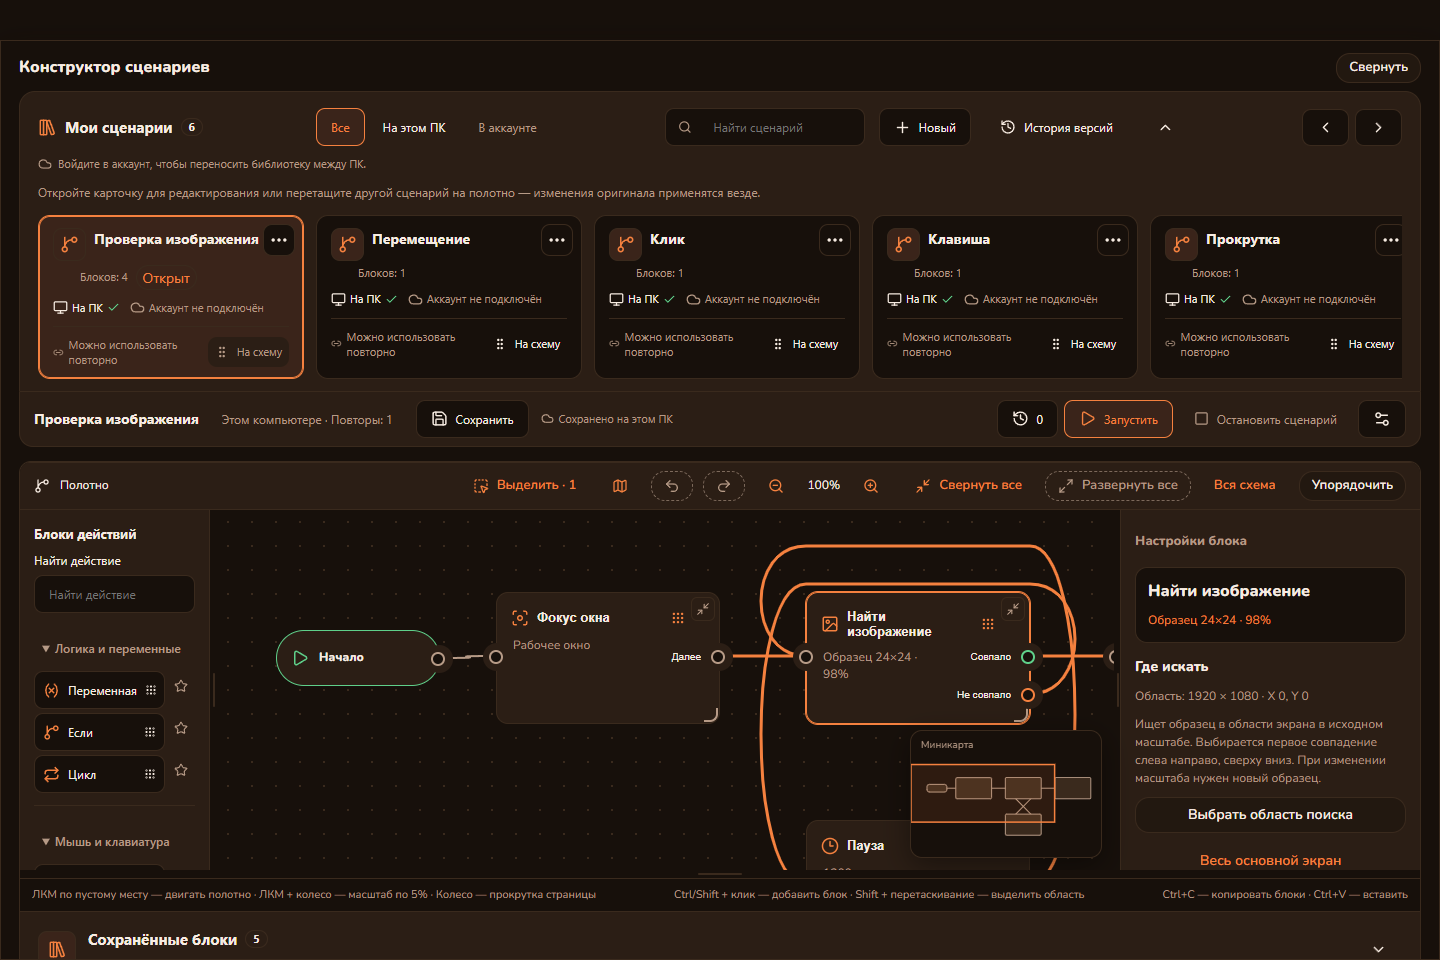 Конструктор сценариев
Свернуть
Мои сценарии 6
Все
На этом ПК
В аккаунте
Найти сценарий
Новый
История версий
Войдите в аккаунт, чтобы переносить библиотеку между ПК.
Откройте карточку для редактирования или перетащите другой сценарий на полотно — изменения оригинала применятся везде.
Проверка изображения
Блоков: 4 Открыт
На ПК Аккаунт не подключён
Можно использовать
повторно
На схему
Перемещение
Блоков: 1
На ПК Аккаунт не подключён
Можно использовать
повторно
На схему
Клик
Блоков: 1
На ПК Аккаунт не подключён
Можно использовать
повторно
На схему
Клавиша
Блоков: 1
На ПК Аккаунт не подключён
Можно использовать
повторно
На схему
Прокрутка
Блоков: 1
На ПК Аккаунт не подключён
Можно использовать
повторно
На схему
Проверка изображения
Этом компьютере · Повторы: 1
Сохранить
Сохранено на этом ПК
0
Запустить
Остановить сценарий
Полотно
Выделить · 1
100%
Свернуть все
Развернуть все
Вся схема
Упорядочить
Блоки действий
Найти действие
Найти действие
Логика и переменные
Переменная
Если
Цикл
Мышь и клавиатура
Начало
Фокус окна
Рабочее окно
Далее
Найти
изображение
Образец 24×24 ·
98%
Совпало
Не совпало
Миникарта
Пауза
Настройки блока
Найти изображение
Образец 24×24 · 98%
Где искать
Область: 1920 × 1080 · X 0, Y 0
Ищет образец в области экрана в исходном
масштабе. Выбирается первое совпадение
слева направо, сверху вниз. При изменении
масштаба нужен новый образец.
Выбрать область поиска
Весь основной экран
ЛКМ по пустому месту — двигать полотно · ЛКМ + колесо — масштаб по 5% · Колесо — прокрутка страницы
Ctrl/Shift + клик — добавить блок · Shift + перетаскивание — выделить область
Ctrl+C — копировать блоки · Ctrl+V — вставить
Сохранённые блоки 5